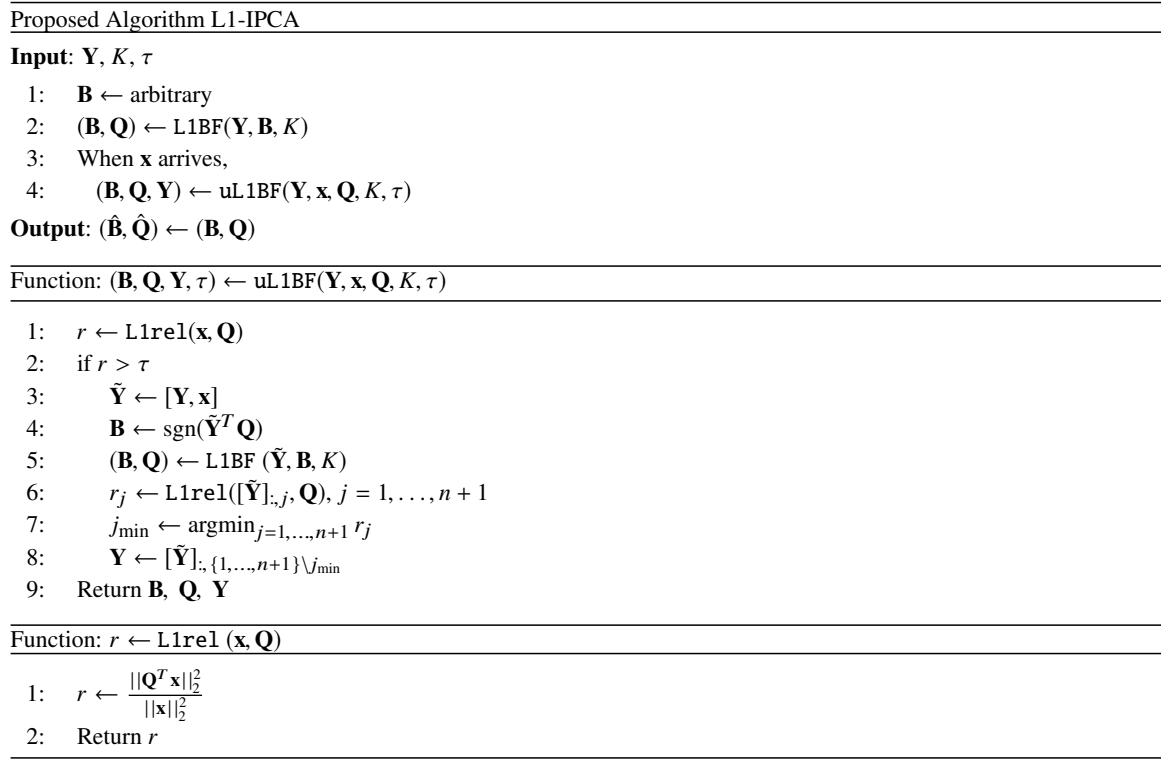 Proposed Algorithm L1-IPCA
Input: Y, K, τ
1: B ← arbitrary
2: (B, Q) ← L1BF(Y, B, K)
3: When x arrives,
4: (B, Q, Y) ← uL1BF(Y, x, Q, K, τ)
Output: (B̂, Q̂) ← (B, Q)
Function: (B, Q, Y, τ) ← uL1BF(Y, x, Q, K, τ)
1: r ← L1rel(x, Q)
2: if r > τ
3: Ỹ ← [Y, x]
4: B ← sgn(Ỹ^T Q)
5: (B, Q) ← L1BF (Ỹ, B, K)
6: r_j ← L1rel([Ỹ]_{:,j}, Q), j = 1, . . . , n + 1
7: j_min ← argmin_{j=1,...,n+1} r_j
8: Y ← [Ỹ]_{:, {1,...,n+1}\j_min}
9: Return B, Q, Y
Function: r ← L1rel (x, Q)
1: r ← ||Q^T x||_2^2 / ||x||_2^2
2: Return r